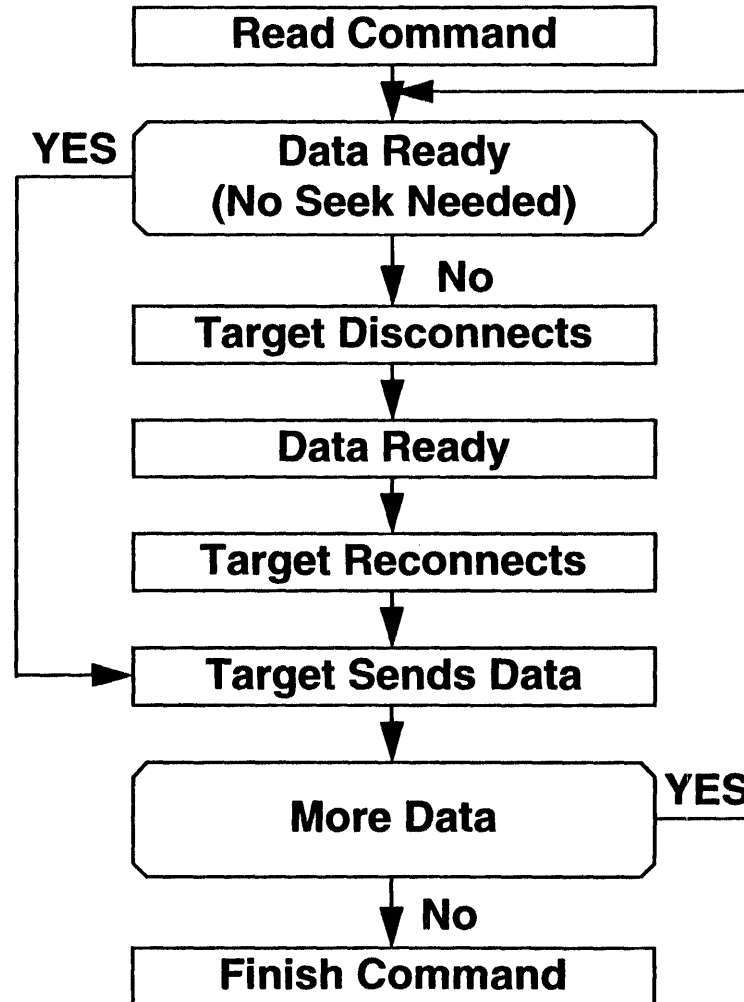 Read Command
YES
Data Ready
(No Seek Needed)
No
Target Disconnects
Data Ready
Target Reconnects
Target Sends Data
More Data
YES
No
Finish Command